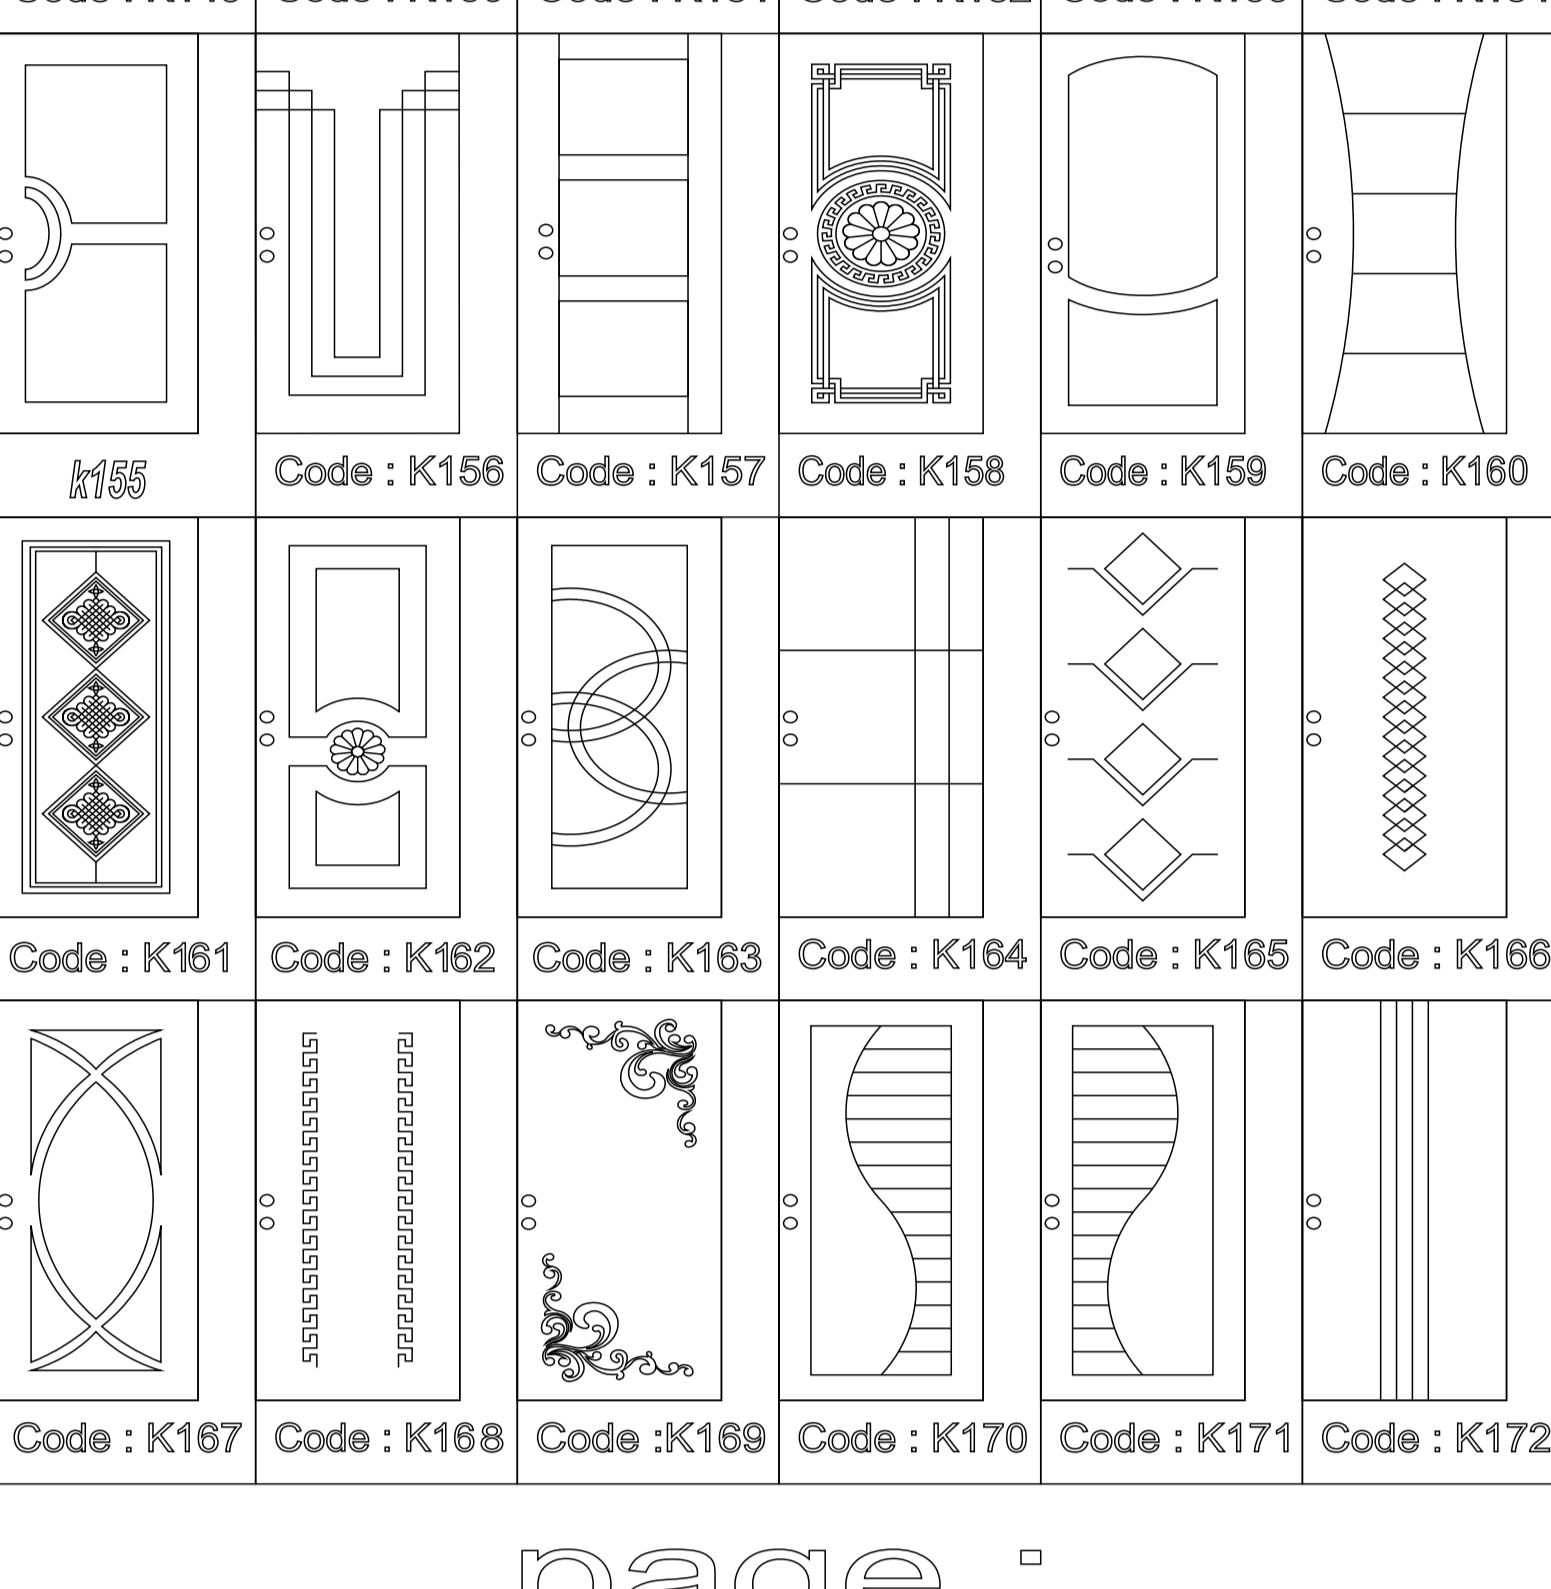 k155
Code : K156
Code : K157
Code : K158
Code : K159
Code : K160
Code : K161
Code : K162
Code : K163
Code : K164
Code : K165
Code : K166
Code : K167
Code : K168
Code :K169
Code : K170
Code : K171
Code : K172
page :